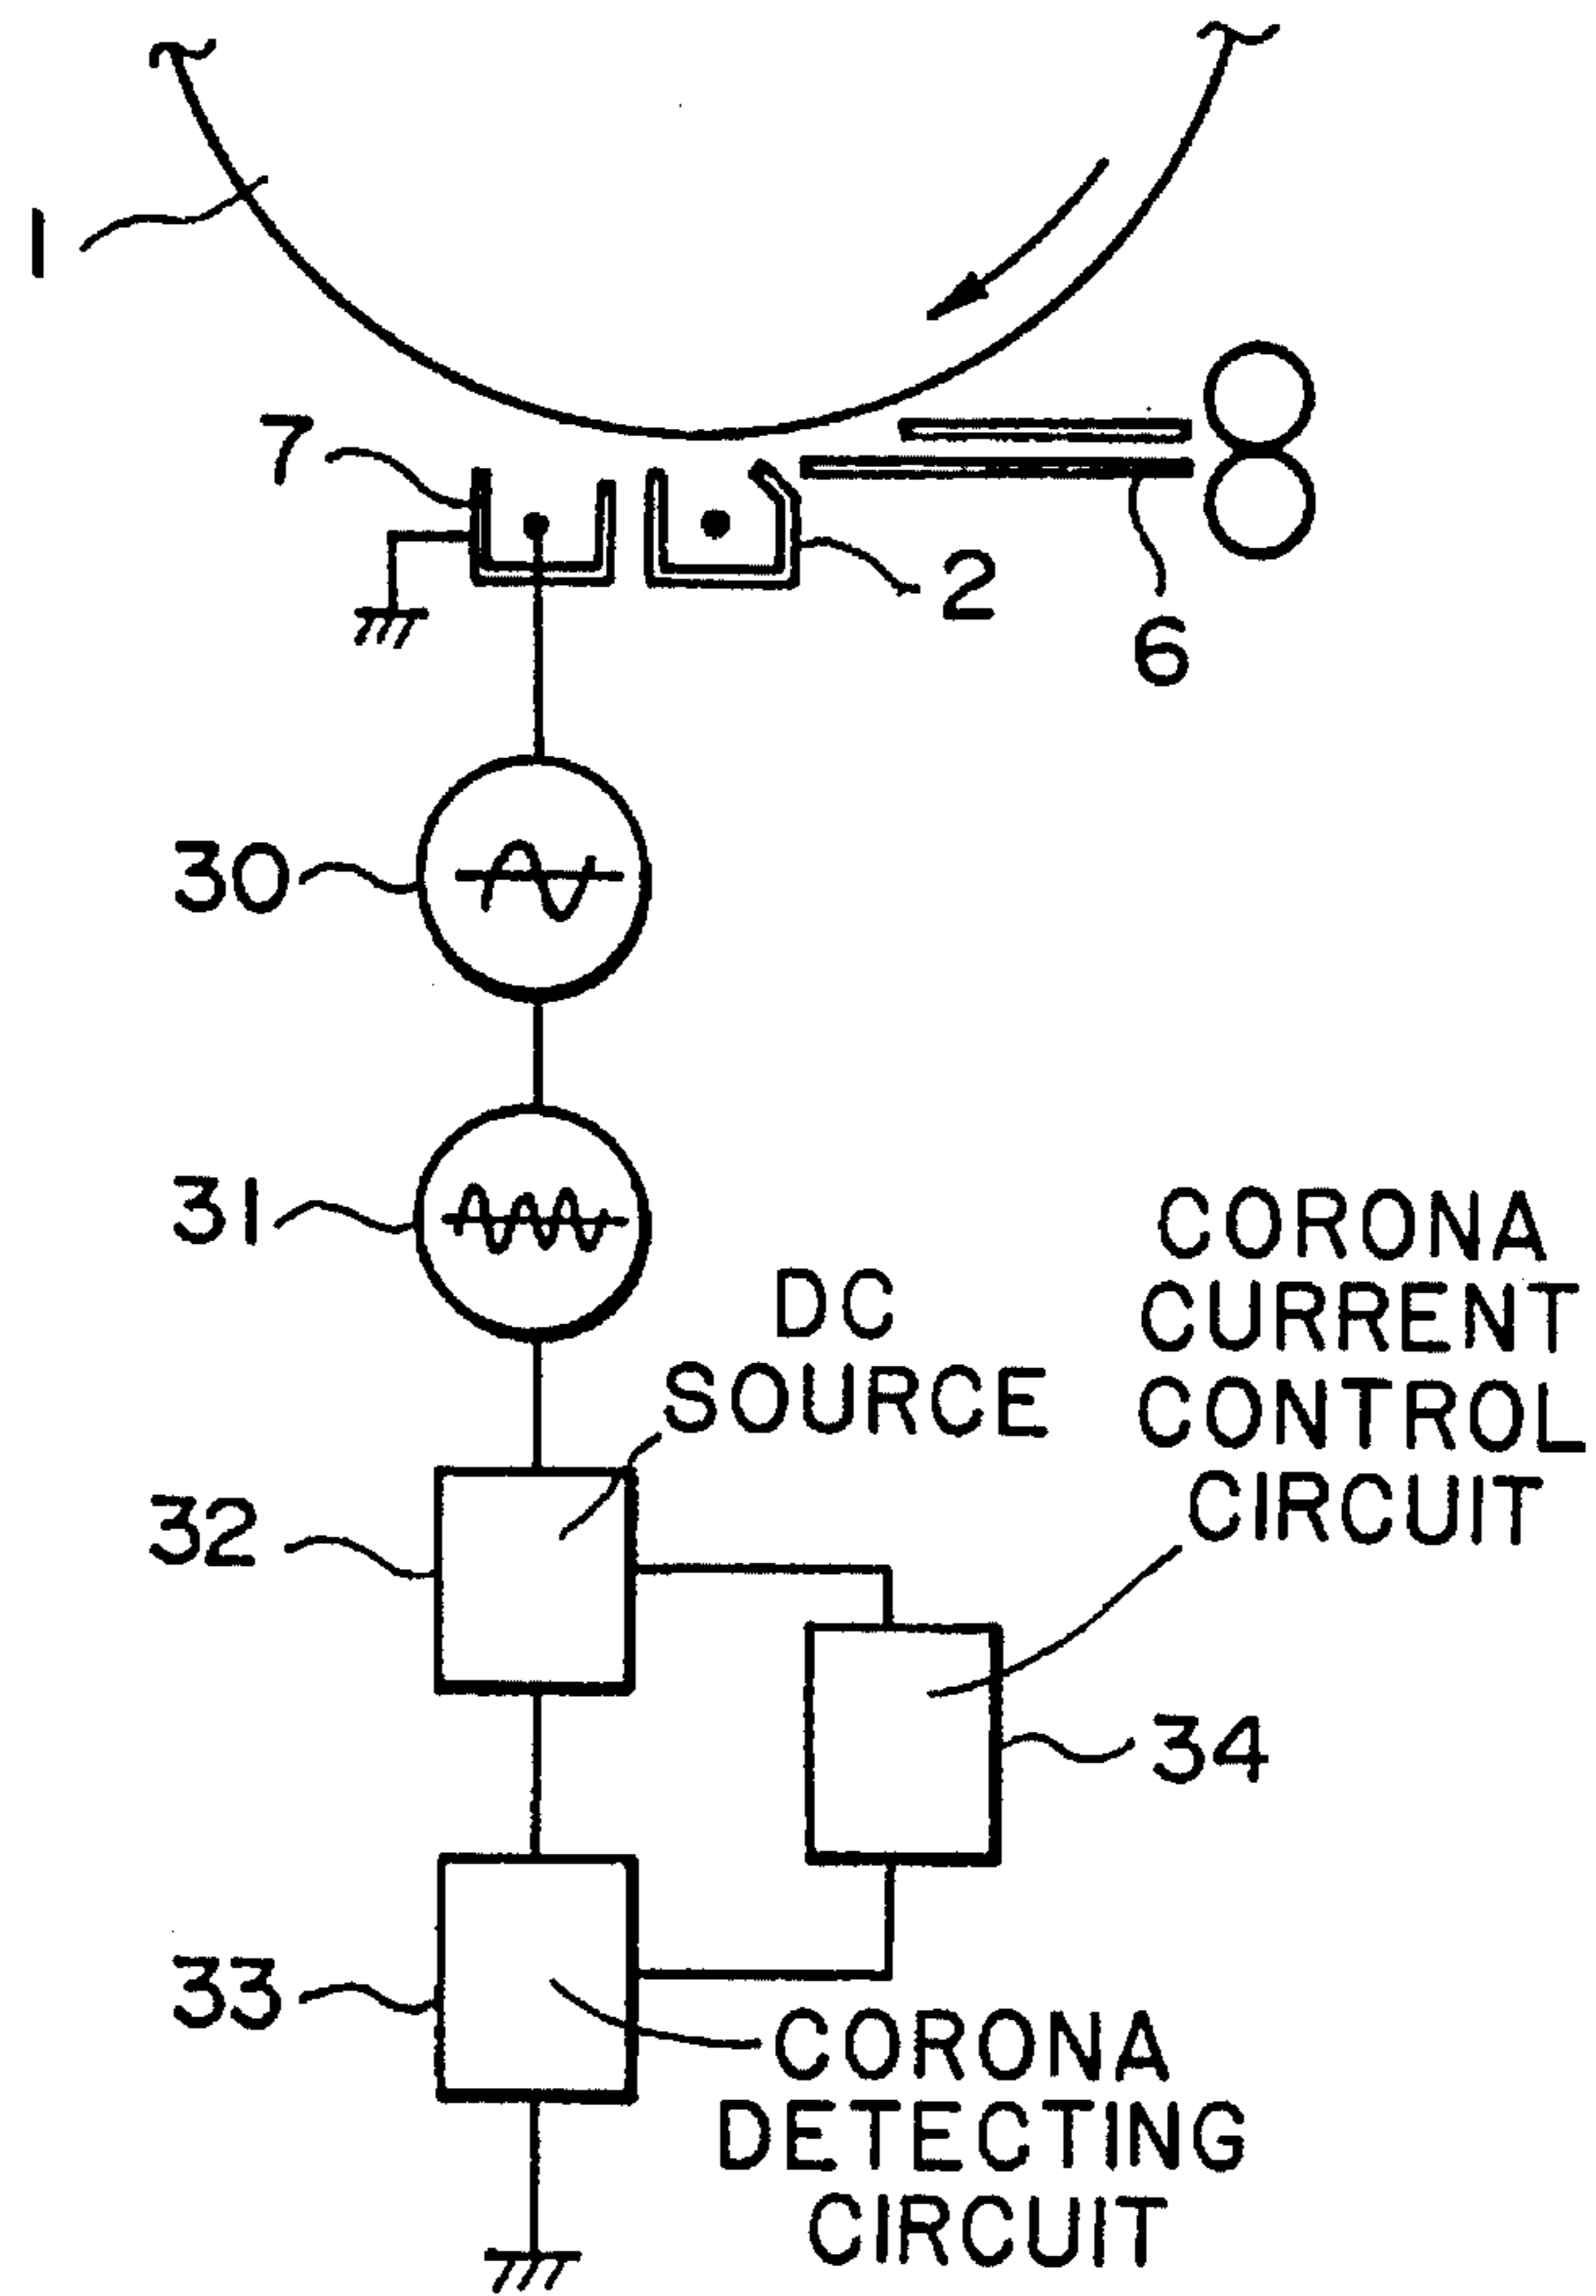 1
7
2
6
30
31
DC
SOURCE
CORONA
CURRENT
CONTROL
CIRCUIT
32
34
33
CORONA
DETECTING
CIRCUIT